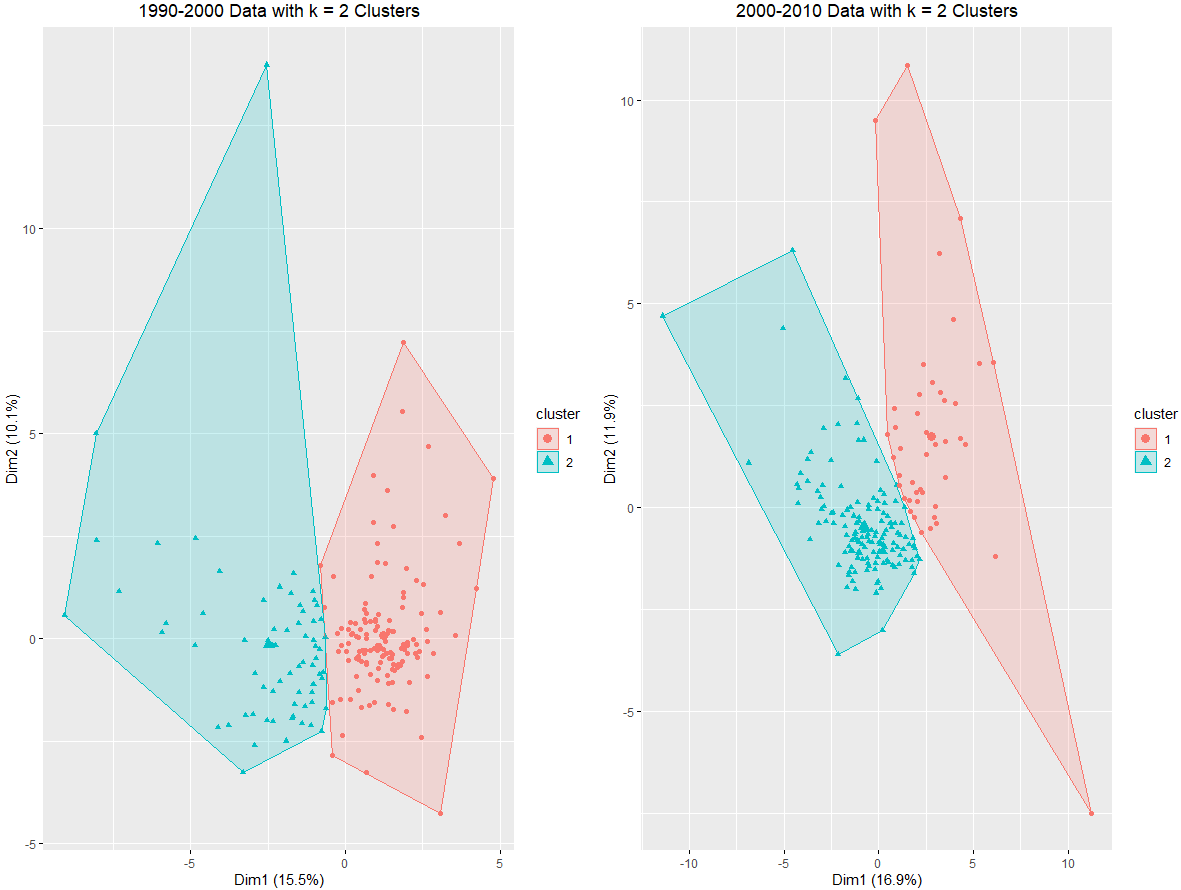 1990-2000 Data with k = 2 Clusters
10
5
0
-5
-5
0
5
Dim1 (15.5%)
Dim2 (10.1%)
cluster
1
2
2000-2010 Data with k = 2 Clusters
10
5
0
-5
-10
-5
0
5
10
Dim1 (16.9%)
Dim2 (11.9%)
cluster
1
2